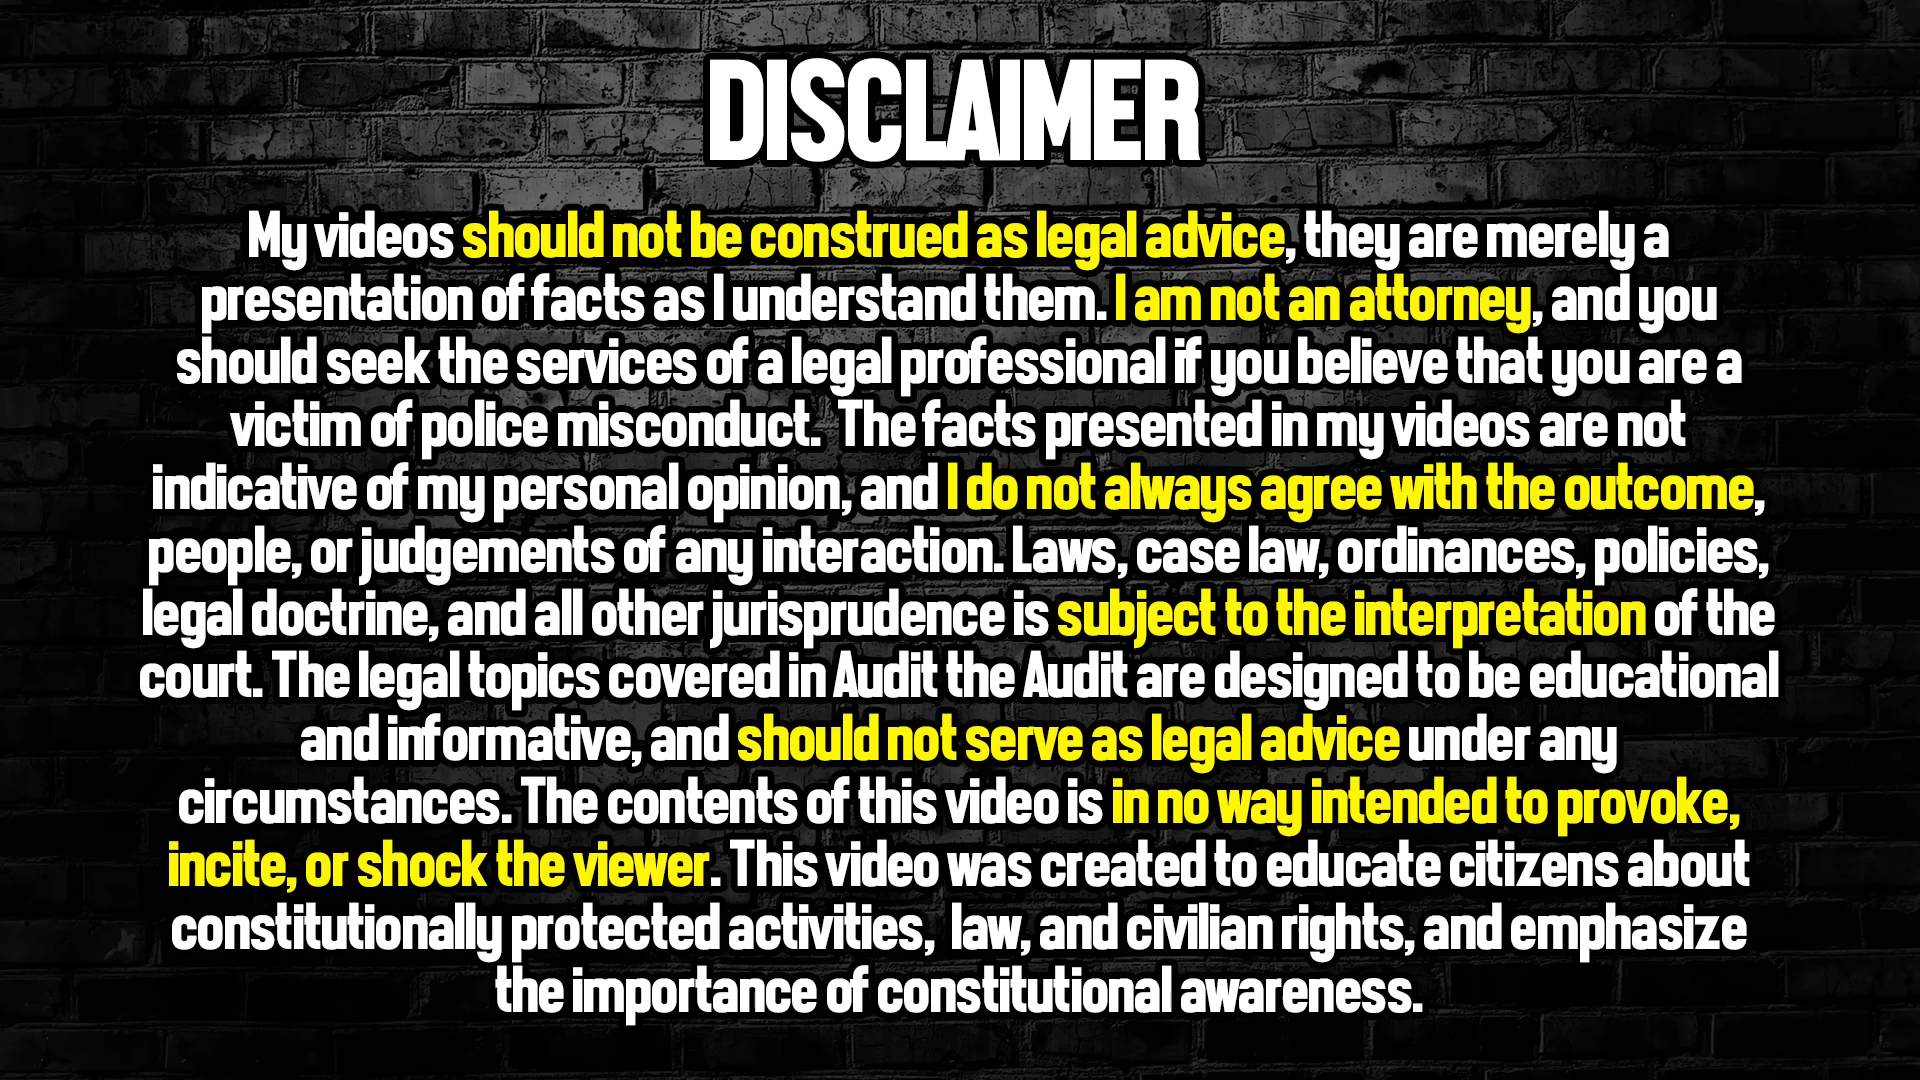 DISCLAIMER
My videos should not be construed as legal advice, they are merely a
presentation of facts as I understand them. I am not an attorney, and you
should seek the services of a legal professional if you believe that you are a
victim of police misconduct.  The facts presented in my videos are not
indicative of my personal opinion, and I do not always agree with the outcome,
people, or judgements of any interaction. Laws, case law, ordinances, policies,
legal doctrine, and all other jurisprudence is subject to the interpretation of the
court. The legal topics covered in Audit the Audit are designed to be educational
and informative, and should not serve as legal advice under any
circumstances. The contents of this video is in no way intended to provoke,
incite, or shock the viewer. This video was created to educate citizens about
constitutionally protected activities,  law, and civilian rights, and emphasize
the importance of constitutional awareness.